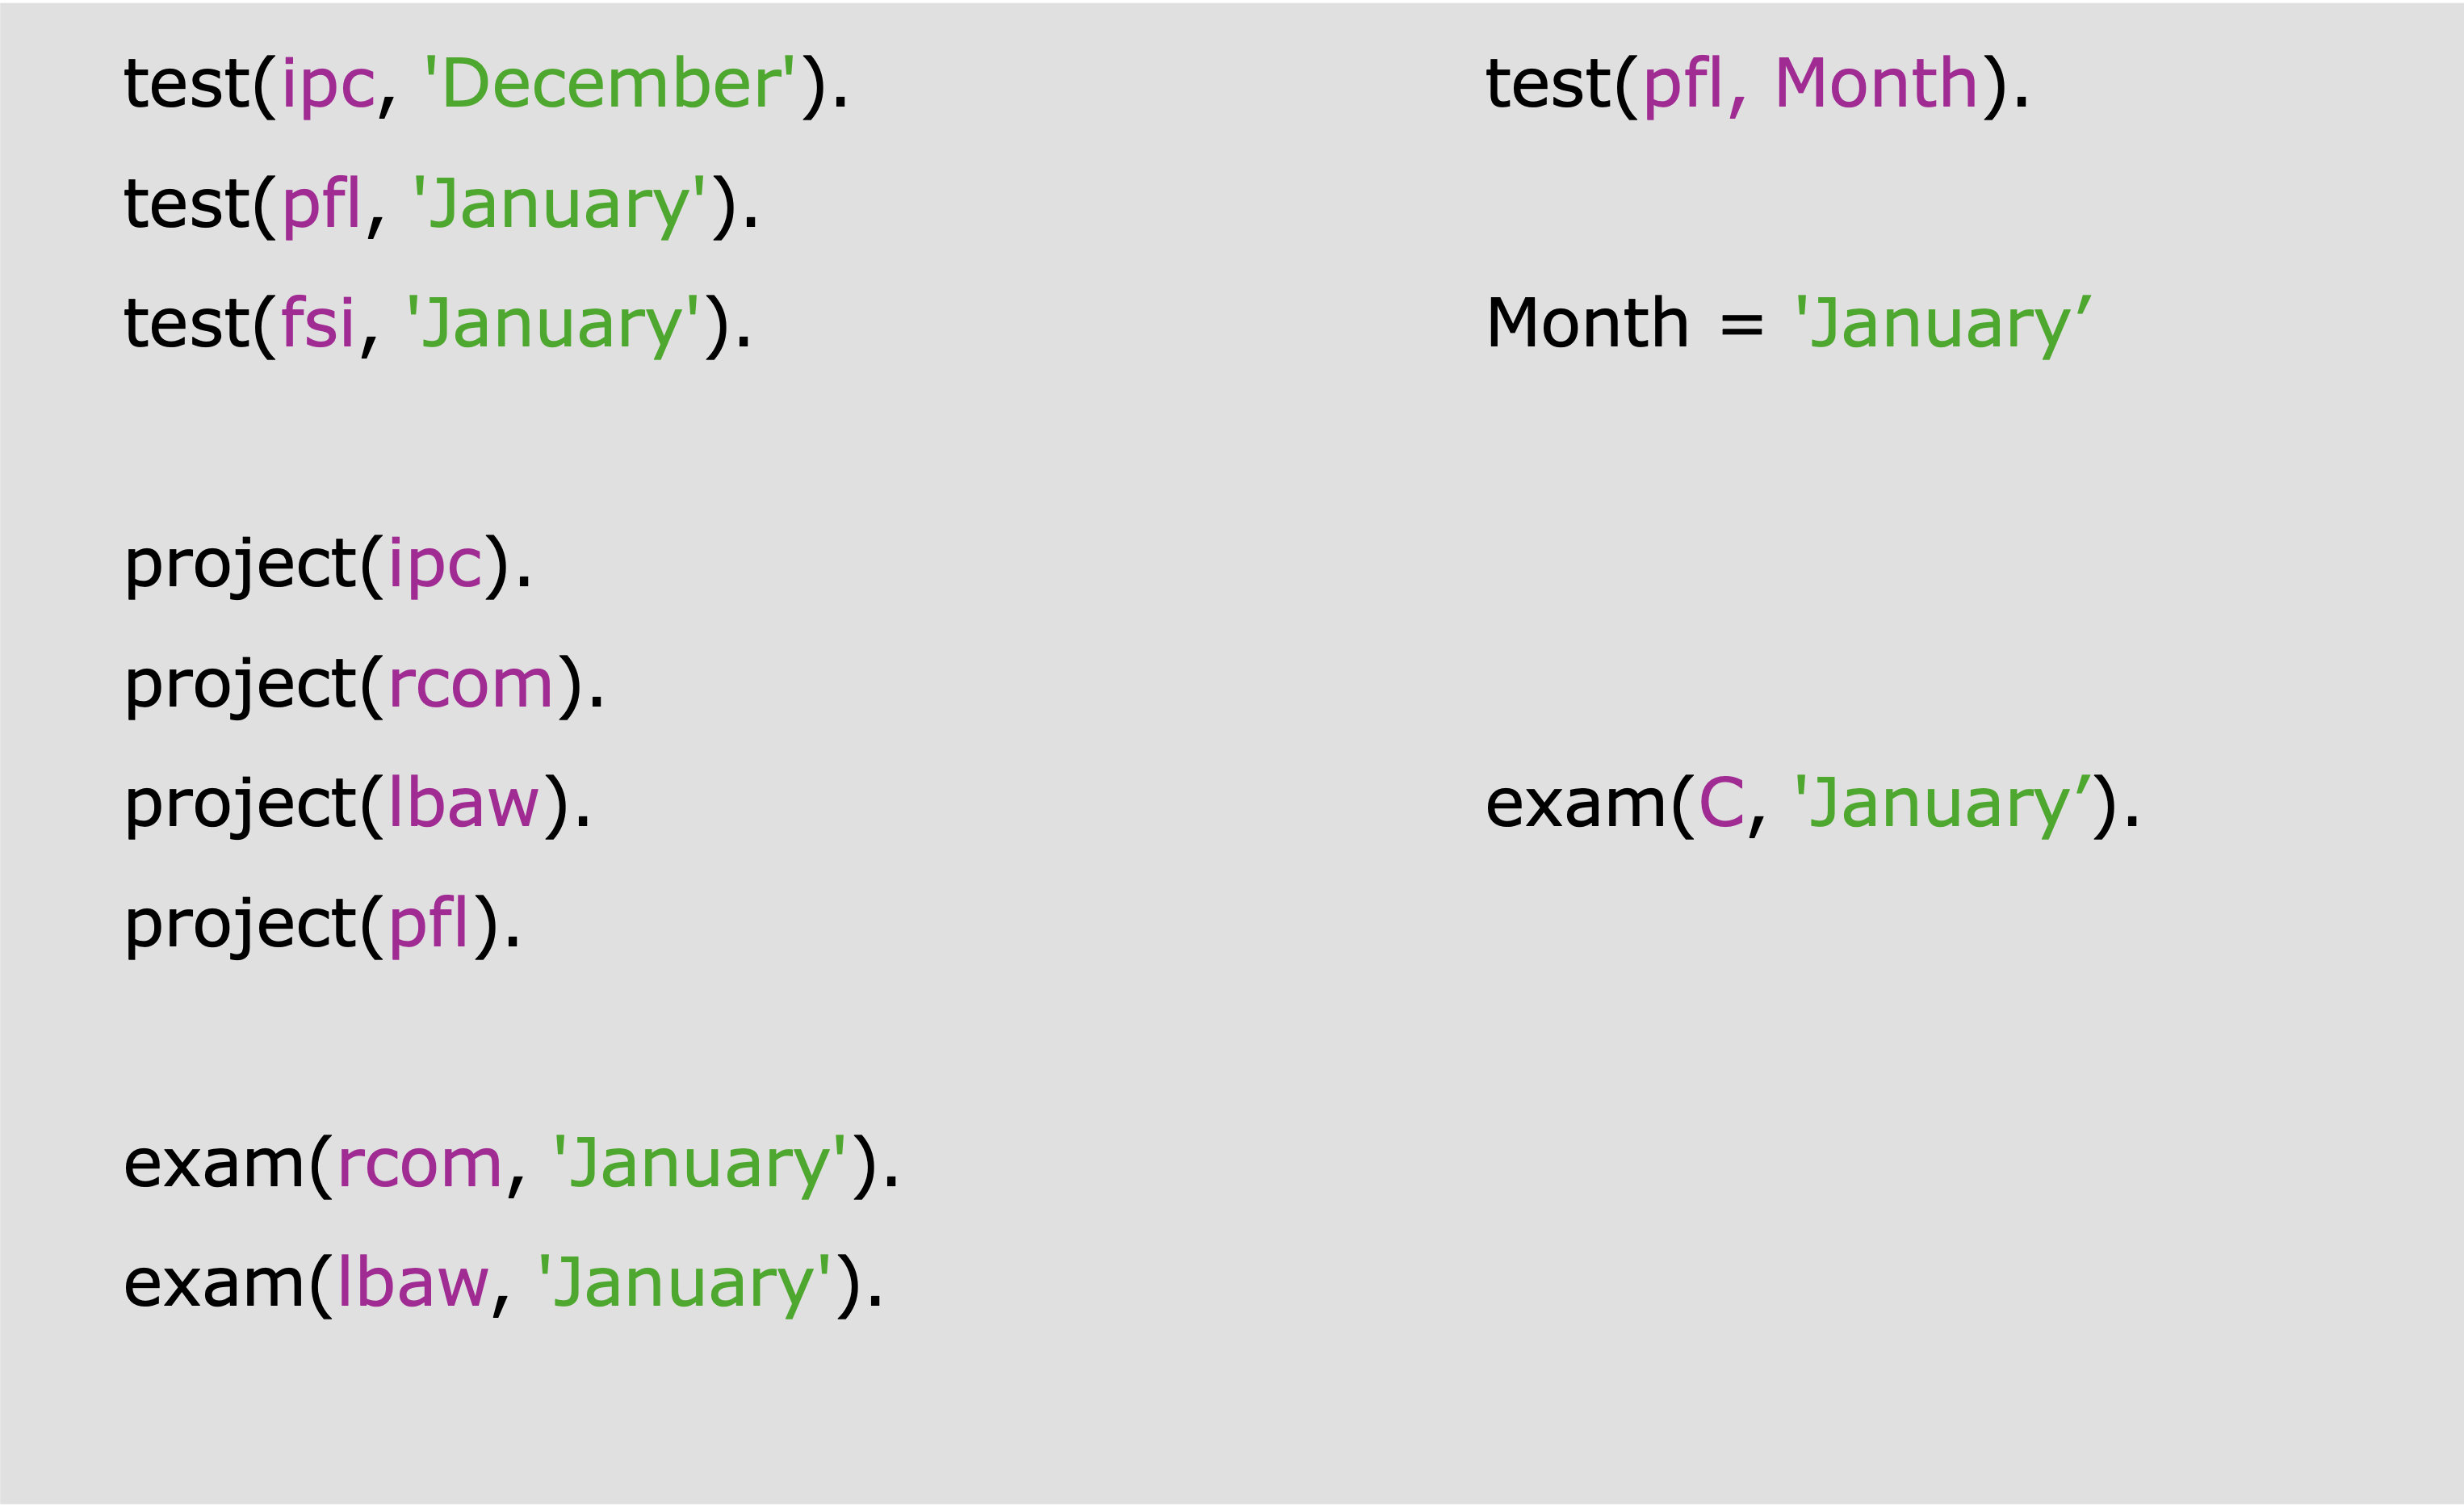 test(ipc, 'December').
test(pfl, 'January').
test(fsi, 'January').
project(ipc).
project(rcom).
project(lbaw).
project(pfl).
exam(rcom, 'January').
exam(lbaw, 'January').
test(pfl, Month).
Month = 'January’
exam(C, 'January’).